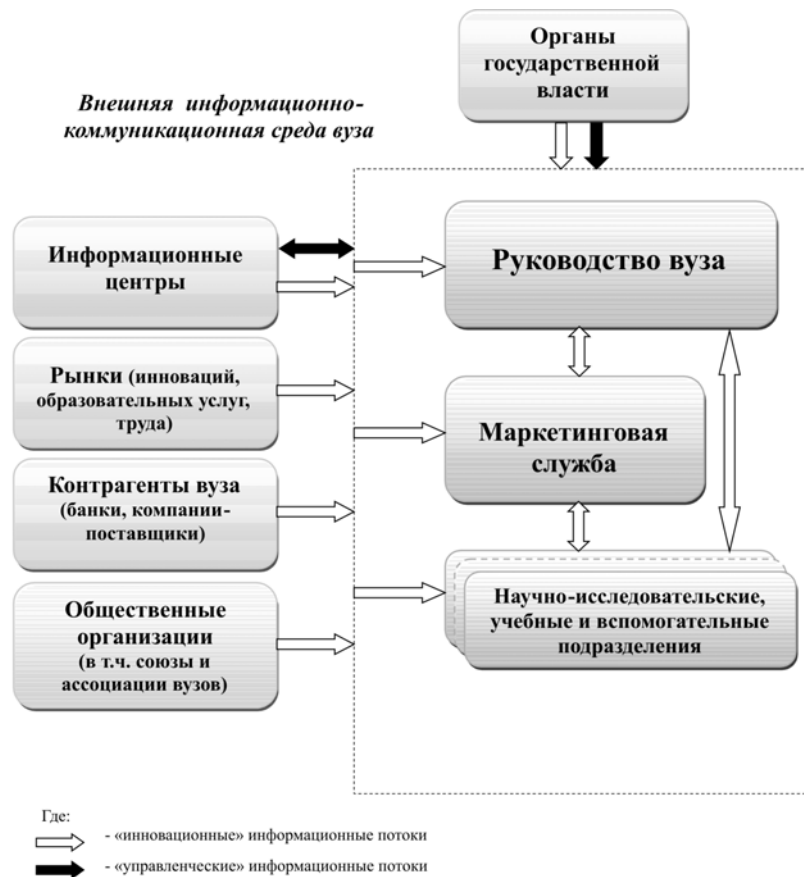 Органы
государственной
власти
Внешняя информационно-
коммуникационная среда вуза
Информационные
центры
Руководство вуза
Рынки (инноваций,
образовательных услуг,
труда)
Маркетинговая
служба
Контрагенты вуза
(банки, компании-
поставщики)
Общественные
организации
(в т.ч. союзы и
ассоциации вузов)
Научно-исследовательские,
учебные и вспомогательные
подразделения
Где:
- «инновационные» информационные потоки
- «управленческие» информационные потоки